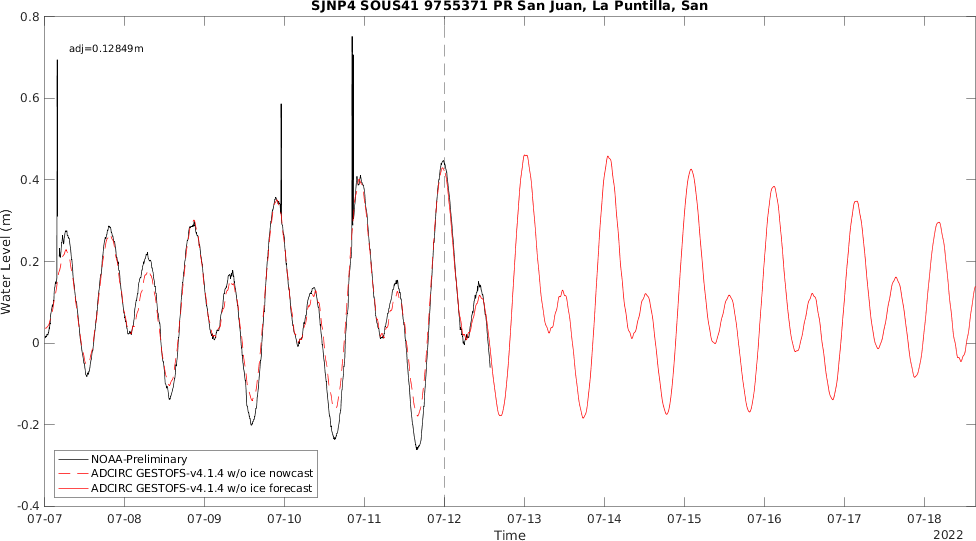 SJNP4 SOUS41 9755371 PR San Juan, La Puntilla, San
adj=0.12849m
Water Level (m)
0.8
0.6
0.4
0.2
0
-0.2
-0.4
NOAA-Preliminary
ADCIRC GESTOFS-v4.1.4 w/o ice nowcast
ADCIRC GESTOFS-v4.1.4 w/o ice forecast
07-07 07-08 07-09 07-10 07-11 07-12 07-13 07-14 07-15 07-16 07-17 07-18
Time
2022